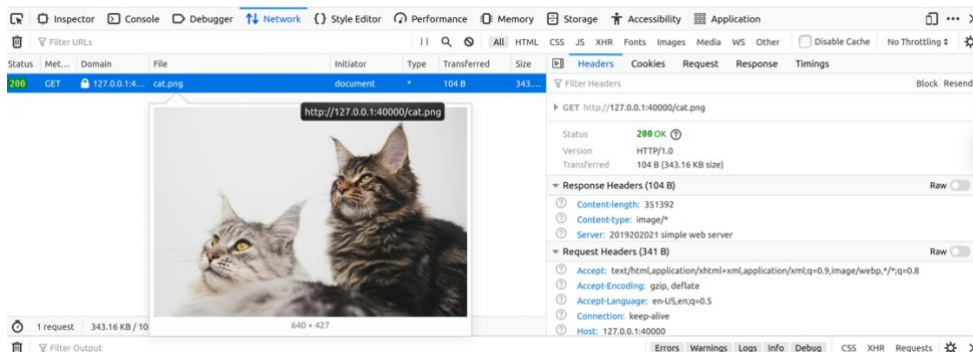 Inspector Console Debugger Network Style Editor Performance Memory Storage Accessibility Application
Filter URLs All HTML CSS JS XHR Fonts Images Media WS Other Disable Cache No Throttling
Status Met... Domain File Initiator Type Transferred Size Headers Cookies Request Response Timings
200 GET 127.0.0.1:4... cat.png document * 104 B 343....
Filter Headers Block Resend
http://127.0.0.1:40000/cat.png
640 × 427
GET http://127.0.0.1:40000/cat.png
Status 200 OK
Version HTTP/1.0
Transferred 104 B (343.16 KB size)
Response Headers (104 B) Raw
Content-length: 351392
Content-type: image/*
Server: 2019202021 simple web server
Request Headers (341 B) Raw
Accept: text/html,application/xhtml+xml,application/xml;q=0.9,image/webp,*/*;q=0.8
Accept-Encoding: gzip, deflate
Accept-Language: en-US,en;q=0.5
Connection: keep-alive
Host: 127.0.0.1:40000
1 request 343.16 KB / 10
Filter Output Errors Warnings Logs Info Debug CSS XHR Requests